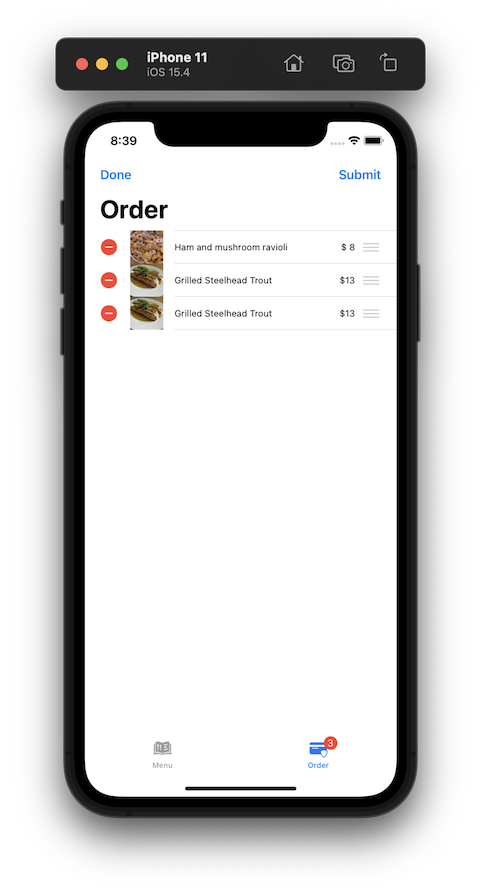 iPhone 11
iOS 15.4
8:39
Done Submit
Order
Ham and mushroom ravioli $ 8
Grilled Steelhead Trout $13
Grilled Steelhead Trout $13
3
Menu Order